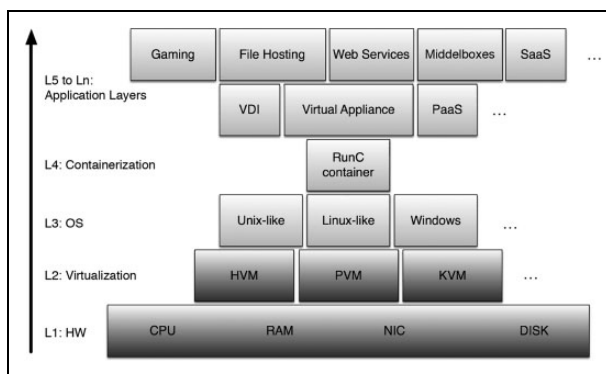 Gaming File Hosting Web Services Middelboxes SaaS ...
L5 to Ln:
Application Layers
VDI Virtual Appliance PaaS ...
L4: Containerization
RunC
container
L3: OS Unix-like Linux-like Windows ...
L2: Virtualization HVM PVM KVM ...
L1: HW CPU RAM NIC DISK